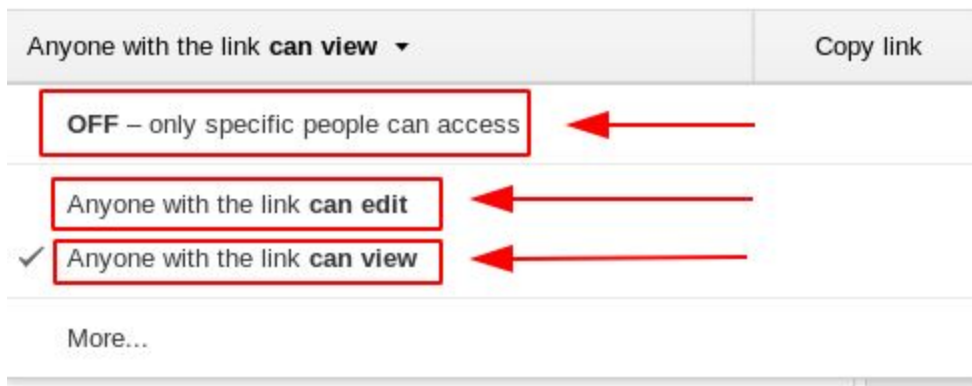 Anyone with the link can view Copy link
OFF – only specific people can access
Anyone with the link can edit
Anyone with the link can view
More...